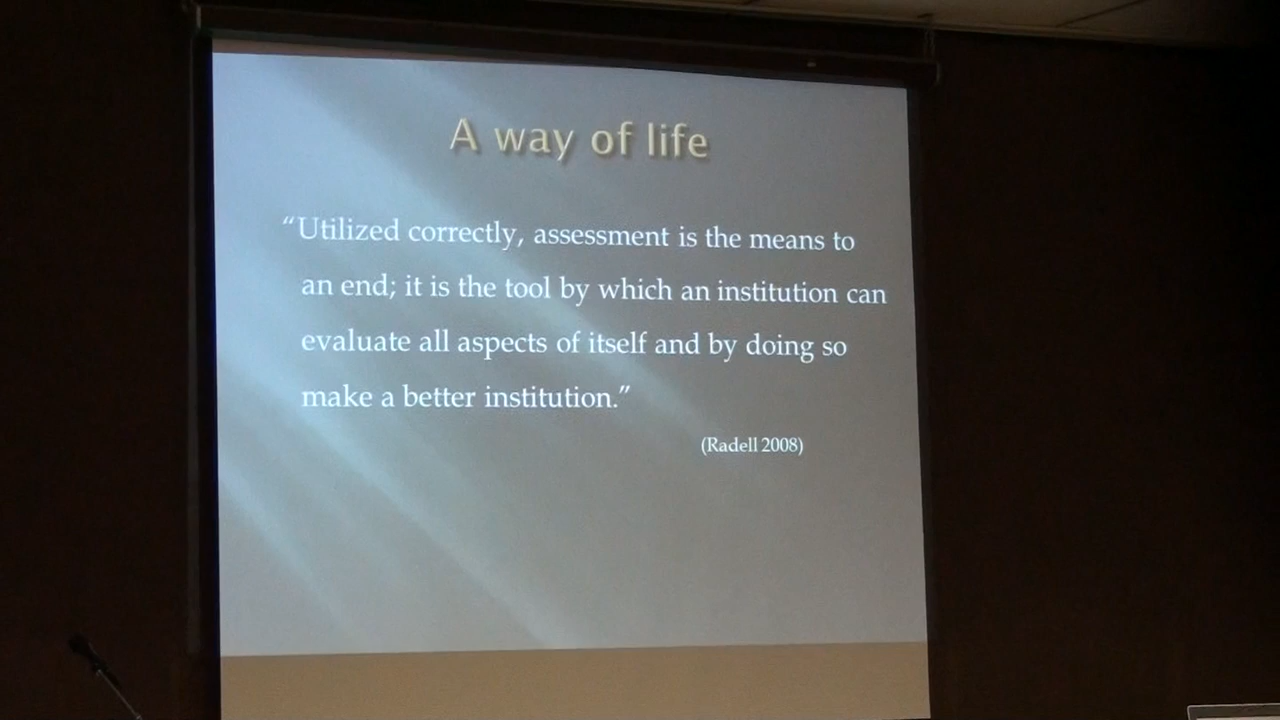 A way of life
“Utilized correctly, assessment is the means to
an end; it is the tool by which an institution can
evaluate all aspects of itself and by doing so
make a better institution.”
(Radell 2008)